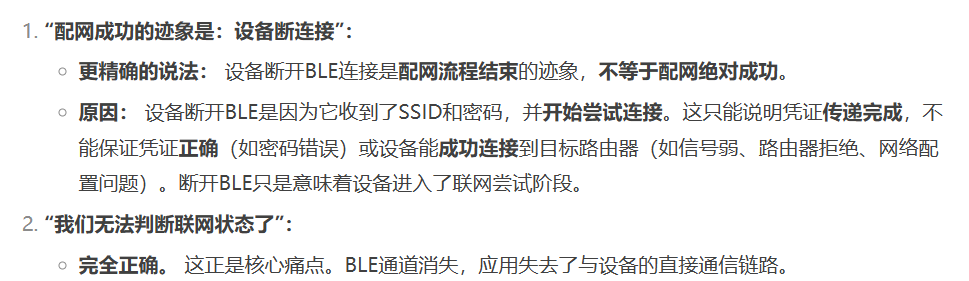 1. “配网成功的迹象是：设备断连接”：
○ 更精确的说法： 设备断开BLE连接是配网流程结束的迹象，不等于配网绝对成功。
○ 原因： 设备断开BLE是因为它收到了SSID和密码，并开始尝试连接。这只能说明凭证传递完成，不
能保证凭证正确（如密码错误）或设备能成功连接到目标路由器（如信号弱、路由器拒绝、网络配
置问题）。断开BLE只是意味着设备进入了联网尝试阶段。
2. “我们无法判断联网状态了”：
○ 完全正确。 这正是核心痛点。BLE通道消失，应用失去了与设备的直接通信链路。